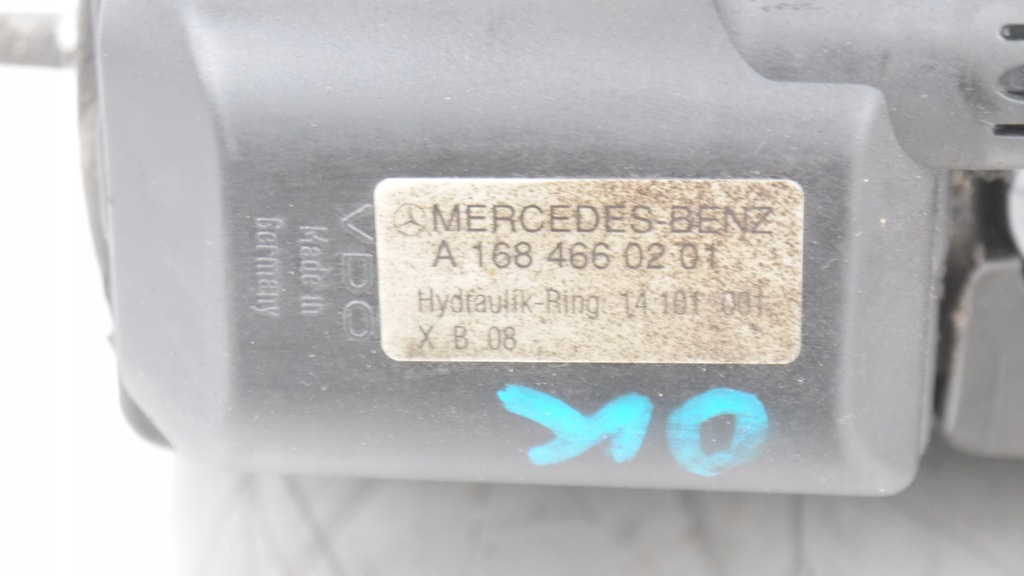 MERCEDES-BENZ
A 168 466 02 01
Hydraulik-Ring 14 101 001
X B 08
VDO
Made in
Germany
OK